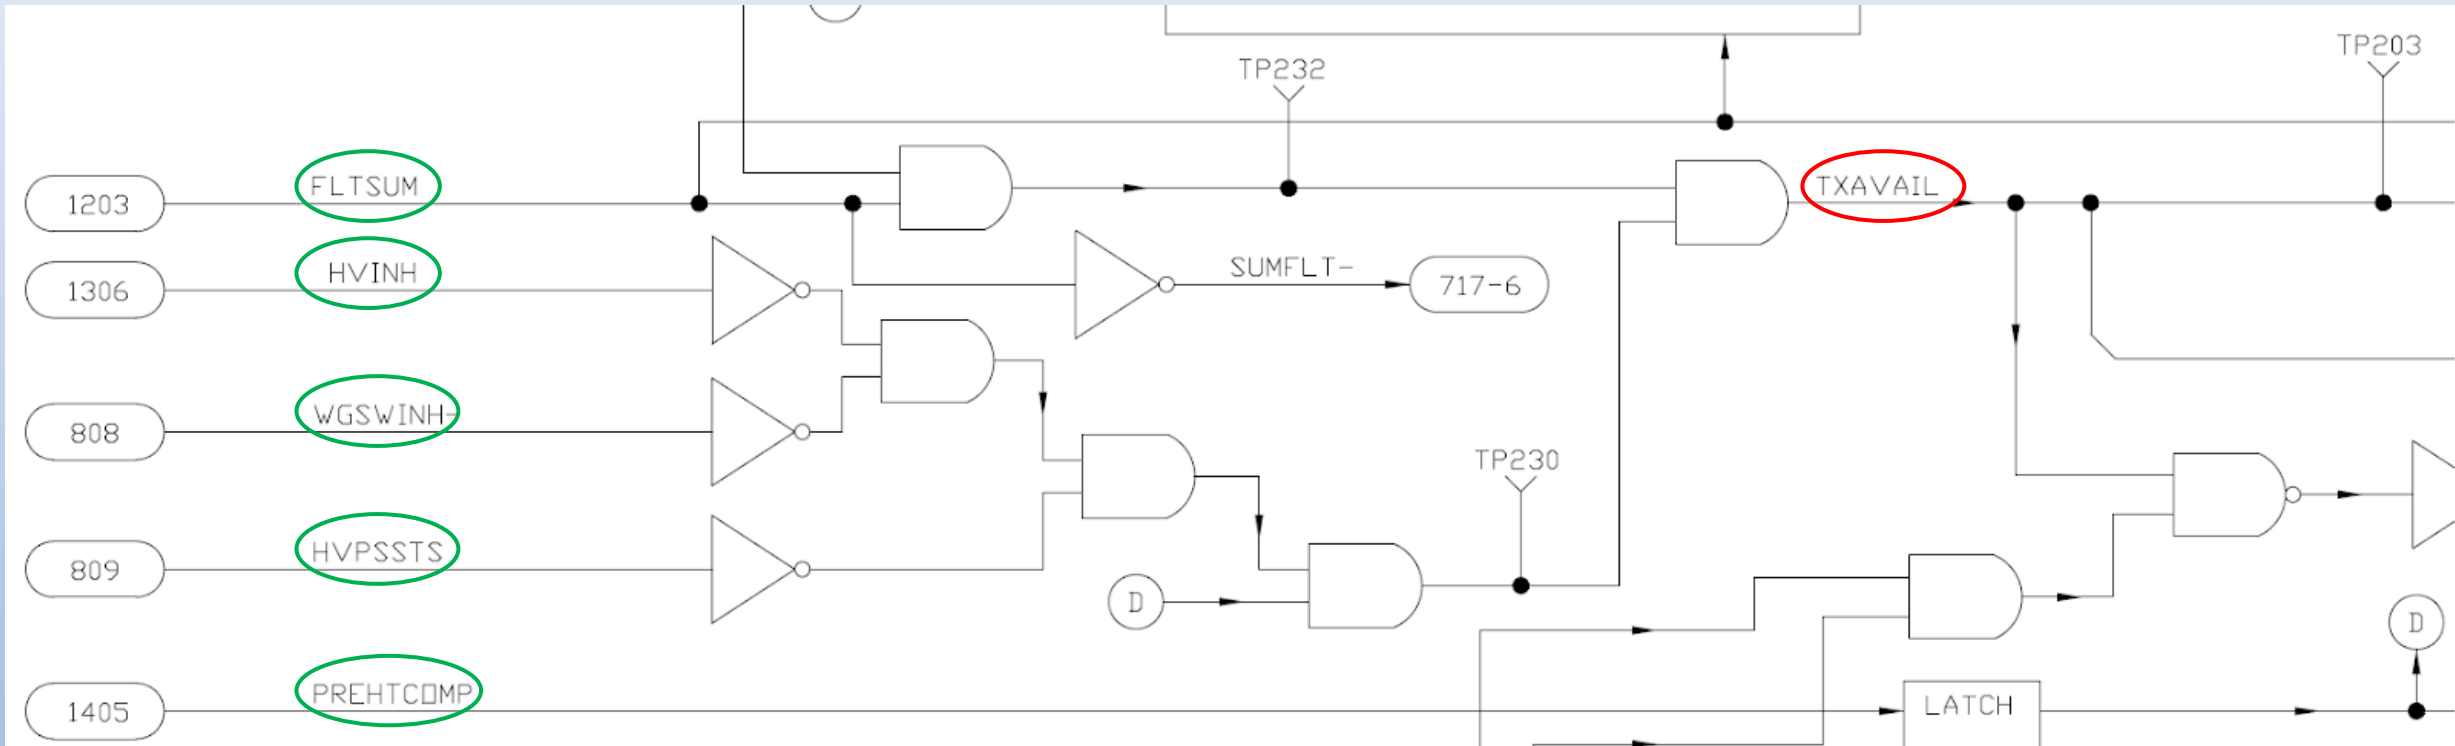 TP203
TP232
1203
FLTSUM
TXAVAIL
1306
HVINH
SUMFLT-
717-6
808
WGSWINH-
TP230
809
HVPSSTS
D
D
1405
PREHTCOMP
LATCH